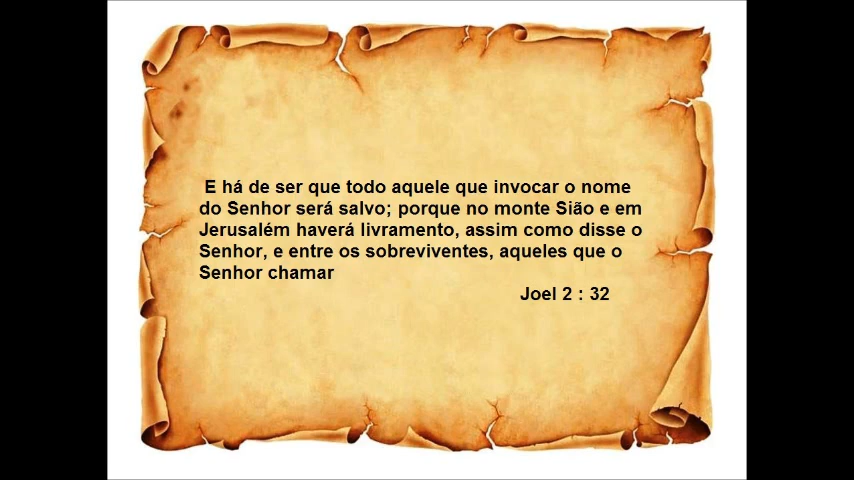 E há de ser que todo aquele que invocar o nome
do Senhor será salvo; porque no monte Sião e em
Jerusalém haverá livramento, assim como disse o
Senhor, e entre os sobreviventes, aqueles que o
Senhor chamar
Joel 2 : 32